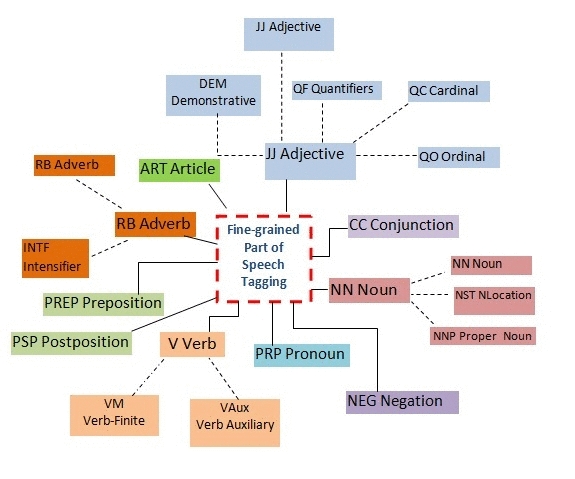 JJ Adjective
DEM
Demonstrative
QF Quantifiers
QC Cardinal
JJ Adjective
QO Ordinal
RB Adverb
ART Article
RB Adverb
INTF
Intensifier
Fine-grained
Part of
Speech
Tagging
CC Conjunction
NN Noun
NN Noun
NST NLocation
NNP Proper Noun
PREP Preposition
PSP Postposition
V Verb
PRP Pronoun
NEG Negation
VM
Verb-Finite
VAux
Verb Auxiliary